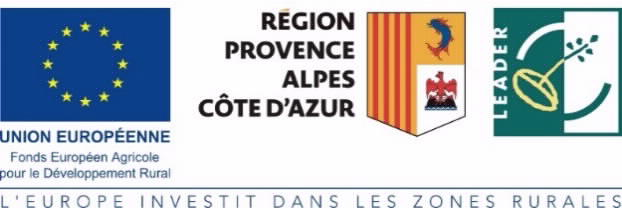 UNION EUROPÉENNE
Fonds Européen Agricole
pour le Développement Rural
RÉGION
PROVENCE
ALPES
CÔTE D'AZUR
LEADER
L'EUROPE INVESTIT DANS LES ZONES RURALES